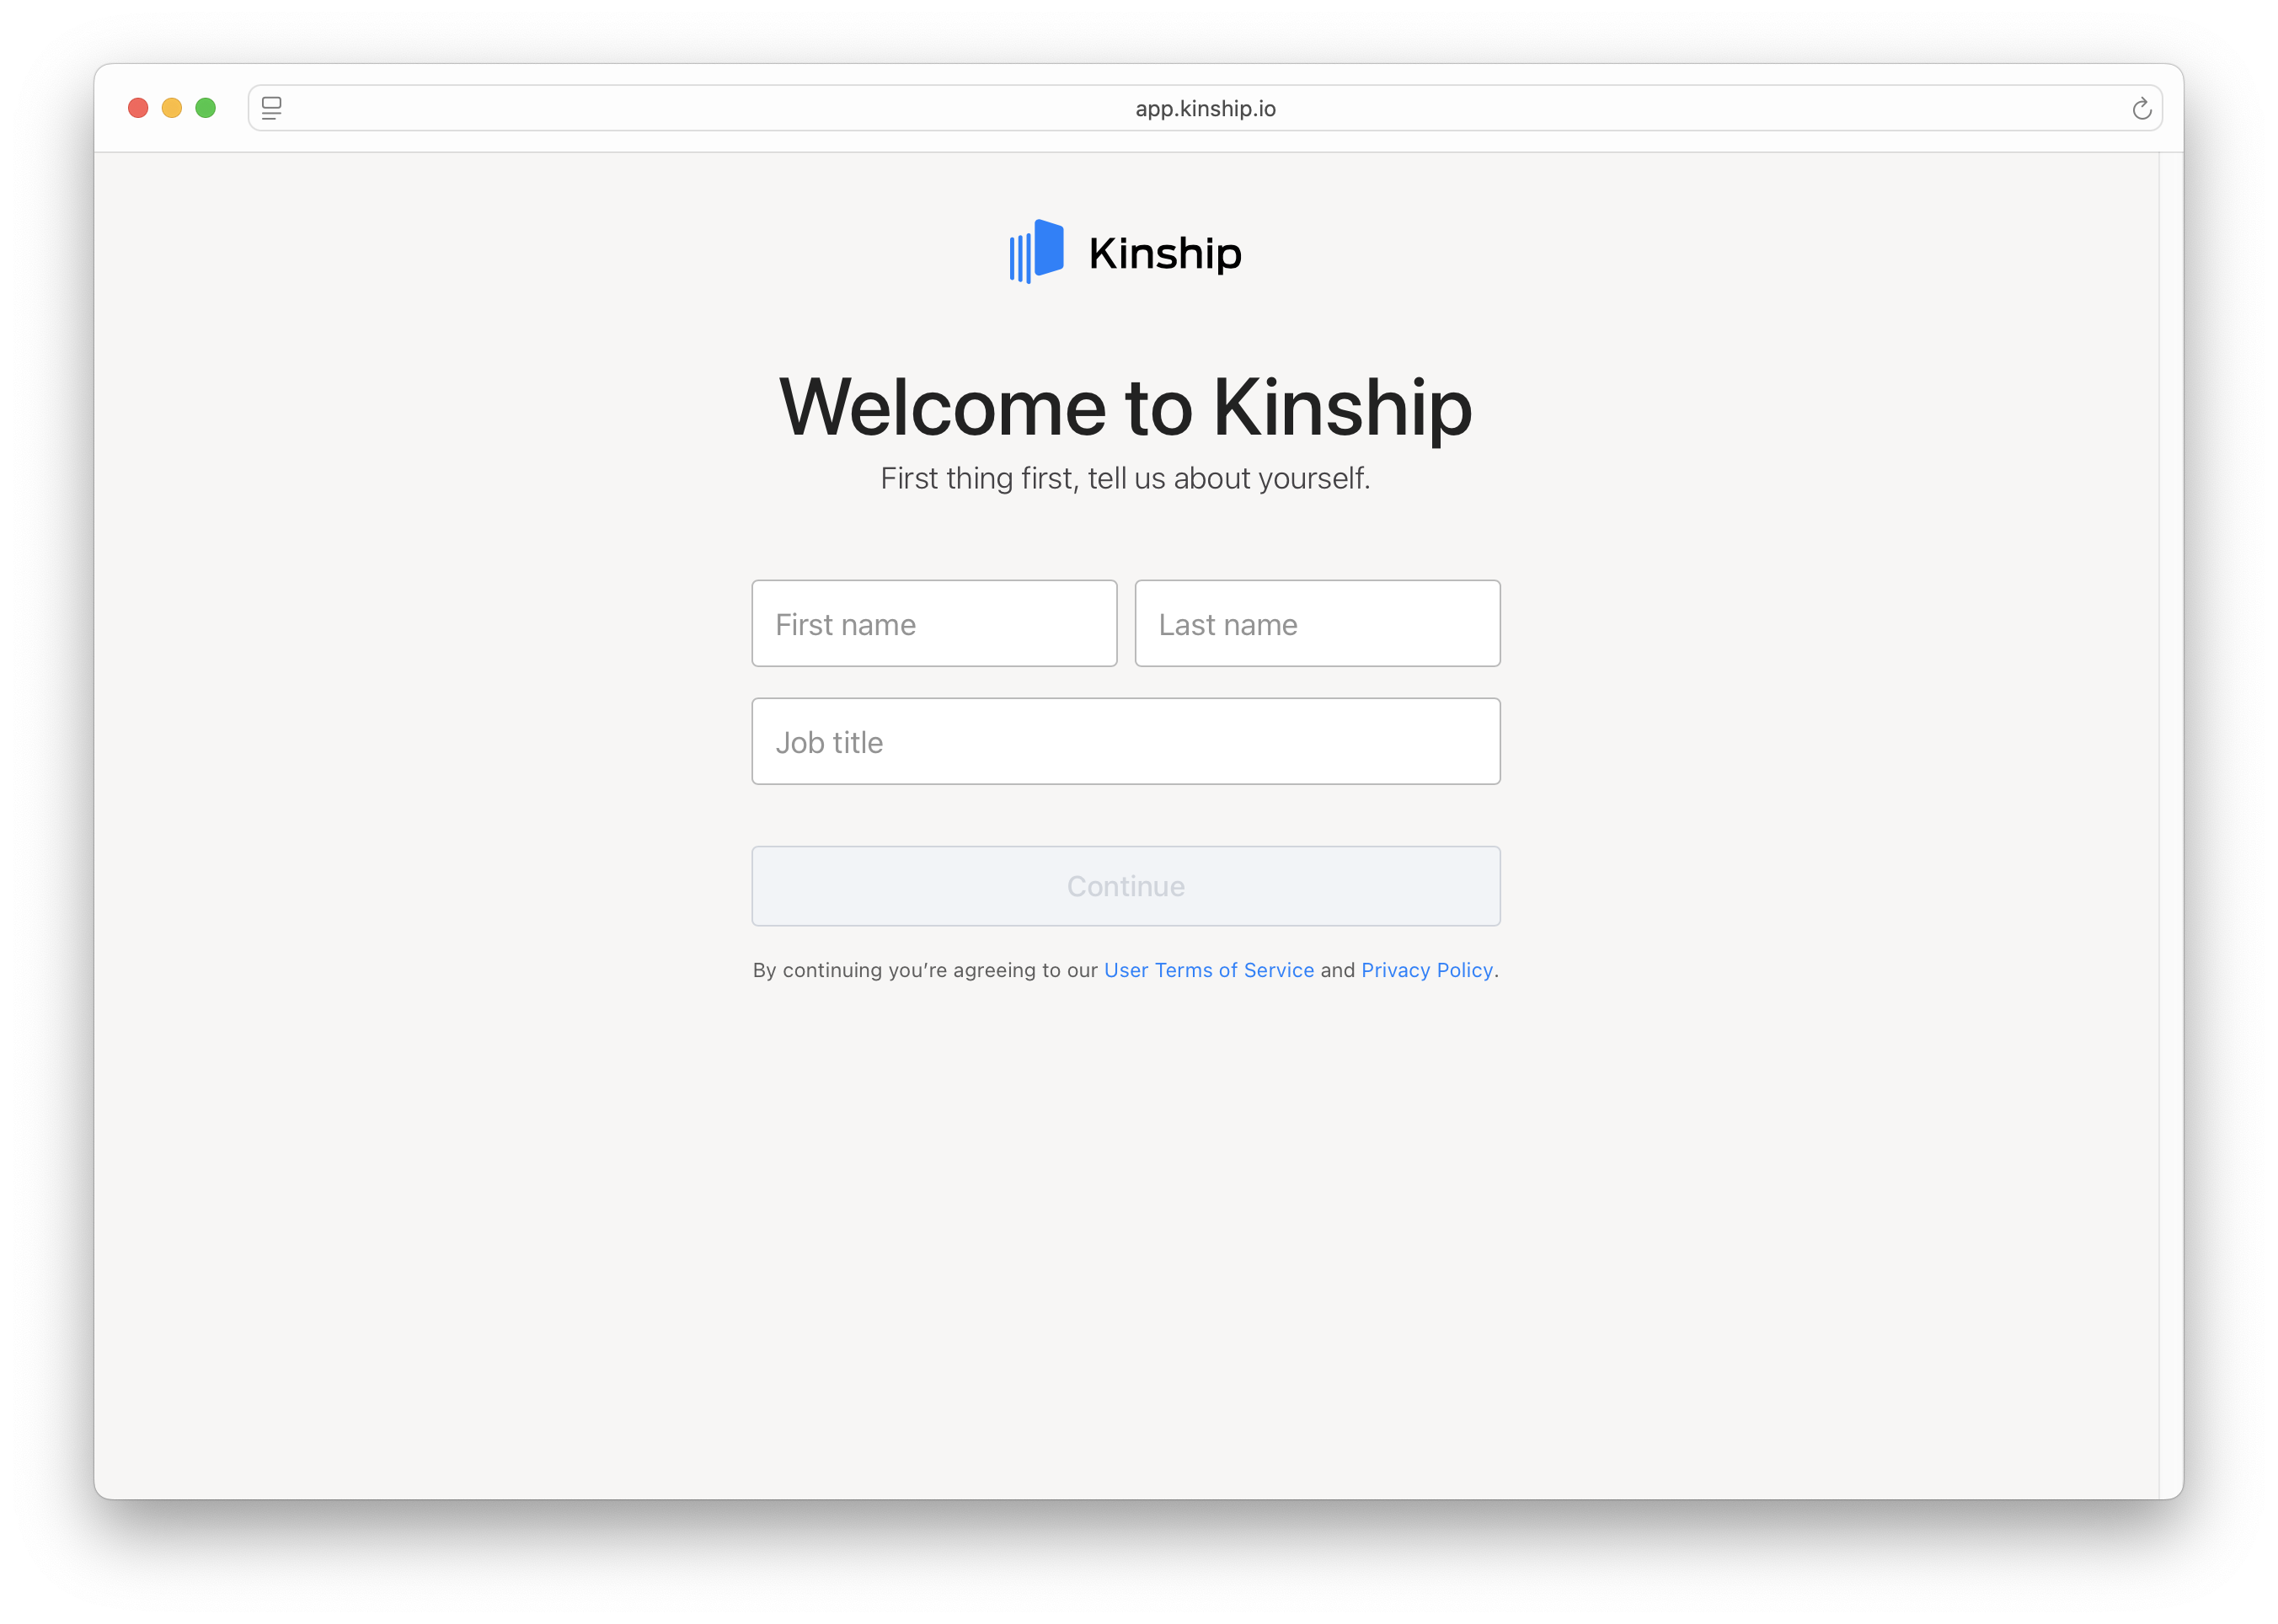 app.kinship.io
Kinship
Welcome to Kinship
First thing first, tell us about yourself.
First name
Last name
Job title
Continue
By continuing you’re agreeing to our User Terms of Service and Privacy Policy.